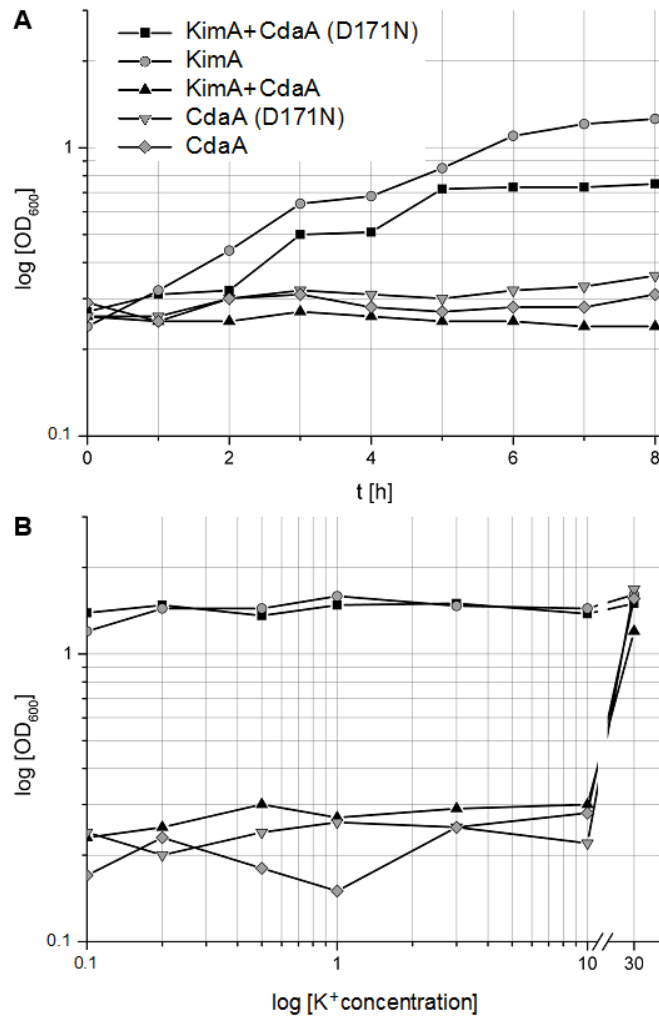 A
KimA+CdaA (D171N)
KimA
KimA+CdaA
CdaA (D171N)
CdaA
1
0.1
log [OD600]
0 2 4 6 8
t [h]
B
1
0.1
log [OD600]
0.1 1 10 30
log [K+concentration]